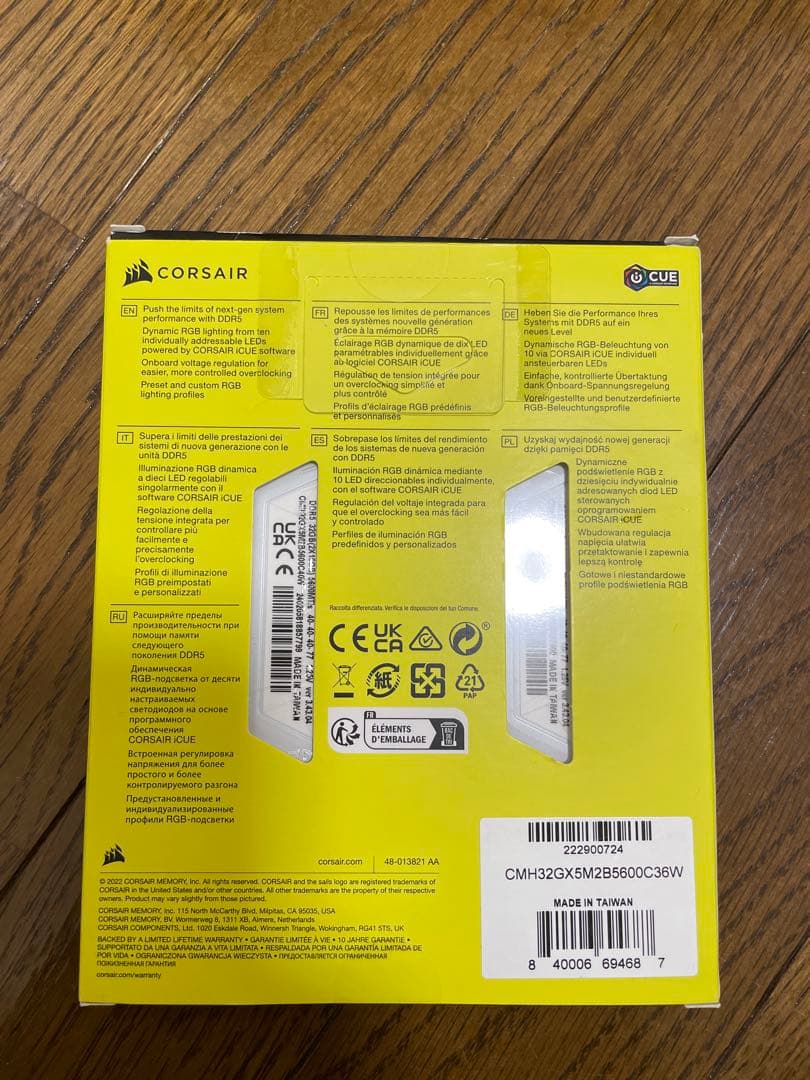 CORSAIR
CUE
EN
Push the limits of next-gen system
performance with DDR5
Dynamic RGB lighting from ten
individually addressable LEDs
powered by CORSAIR iCUE software
Onboard voltage regulation for
easier, more controlled overclocking
Preset and custom RGB
lighting profiles
FR
Repousse les limites de performances
des systèmes nouvelle génération
grâce à la mémoire DDR5
Éclairage RGB dynamique de dix LED
paramétrables individuellement grâce
au logiciel CORSAIR iCUE
Régulation de tension intégrée pour
un overclocking simplifié et
plus contrôlé
Profils d'éclairage RGB prédéfinis
et personnalisés
DE
Heben Sie die Performance Ihres
Systems mit DDR5 auf ein
neues Level
Dynamische RGB-Beleuchtung von
10 via CORSAIR iCUE individuell
ansteuerbaren LEDs
Einfache, kontrollierte Übertaktung
dank Onboard-Spannungsregelung
Voreingestellte und benutzerdefinierte
RGB-Beleuchtungsprofile
IT
Supera i limiti delle prestazioni dei
sistemi di nuova generazione con le
unità DDR5
Illuminazione RGB dinamica
a dieci LED regolabili
singolarmente con il
software CORSAIR iCUE
Regolazione della
tensione integrata per
controllare più
facilmente e
precisamente
l'overclocking
Profili di illuminazione
RGB preimpostati
e personalizzati
ES
Sobrepase los límites del rendimiento
de los sistemas de nueva generación
con DDR5
Iluminación RGB dinámica mediante
10 LED direccionables individualmente,
con el software CORSAIR iCUE
Regulación del voltaje integrada para
que el overclocking sea más fácil
y controlado
Perfiles de iluminación RGB
predefinidos y personalizados
PL
Uzyskaj wydajność nowej generacji
dzięki pamięci DDR5
Dynamiczne
podświetlenie RGB z
dziesięciu indywidualnie
adresowanych diod LED
sterowanych
oprogramowaniem
CORSAIR iCUE
Wbudowana regulacja
napięcia ułatwia
przetaktowanie i zapewnia
lepszą kontrolę
Gotowe i niestandardowe
profile podświetlenia RGB
RU
Расширяйте пределы
производительности при
помощи памяти
следующего
поколения DDR5
Динамическая
RGB-подсветка от десяти
индивидуально
настраиваемых
светодиодов на основе
программного
обеспечения
CORSAIR iCUE
Встроенная регулировка
напряжения для более
простого и более
контролируемого разгона
Предустановленные и
индивидуализированные
профили RGB-подсветки
UK
CA CE
40-40-40-77 1.25V ver 3.43.04
MADE IN TAIWAN
Raccolta differenziata. Verifica le disposizioni del tuo Comune.
CE UK
CA
®
紙
21
PAP
FR
ÉLÉMENTS
D'EMBALLAGE
BAC
DE
TRI
MADE IN TAIWAN
corsair.com
48-013821 AA
© 2022 CORSAIR MEMORY, Inc. All rights reserved. CORSAIR and the sails logo are registered trademarks of
CORSAIR in the United States and/or other countries. All other trademarks are the property of their respective
owners. Product may vary slightly from those pictured.
CORSAIR MEMORY, Inc. 115 North McCarthy Blvd, Milpitas, CA 95035, USA
CORSAIR MEMORY, BV. Wormerweg 8, 1311 XB, Almere, Netherlands
CORSAIR COMPONENTS, Ltd. 1020 Eskdale Road, Winnersh Triangle, Wokingham, RG41 5TS, UK
BACKED BY A LIMITED LIFETIME WARRANTY • GARANTIE LIMITÉE À VIE • 10 JAHRE GARANTIE •
SUPPORTATO DA UNA GARANZIA A VITA LIMITATA • RESPALDADA POR UNA GARANTÍA LIMITADA DE
POR VIDA • OGRANICZONA GWARANCJA WIECZYSTA • ПРЕДОСТАВЛЯЕТСЯ ОГРАНИЧЕННАЯ
ПОЖИЗНЕННАЯ ГАРАНТИЯ
corsair.com/warranty
222900724
CMH32GX5M2B5600C36W
MADE IN TAIWAN
8 40006 69468 7